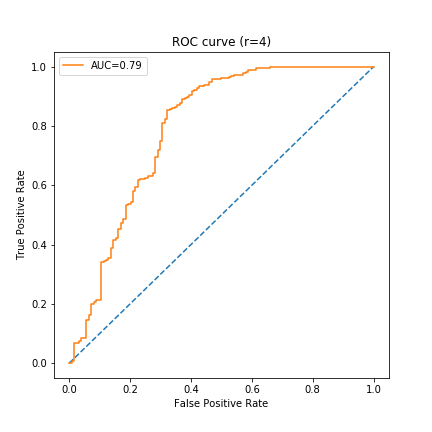 ROC curve (r=4)
AUC=0.79
True Positive Rate
1.0
0.8
0.6
0.4
0.2
0.0
0.0 0.2 0.4 0.6 0.8 1.0
False Positive Rate